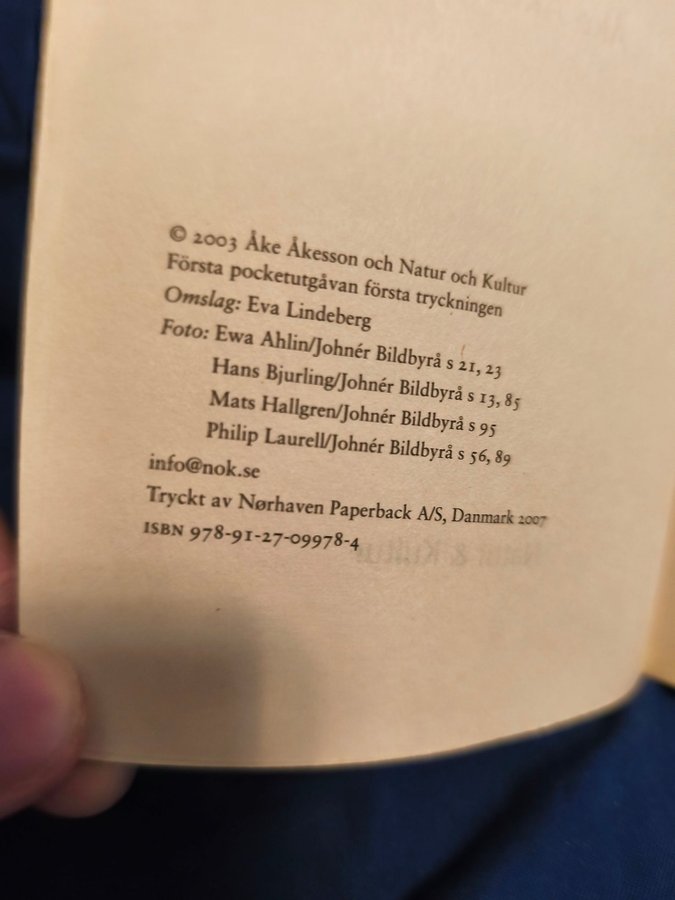 © 2003 Åke Åkesson och Natur och Kultur
Första pocketutgåvan första tryckningen
Omslag: Eva Lindeberg
Foto: Ewa Ahlin/Johnér Bildbyrå s 21, 23
Hans Bjurling/Johnér Bildbyrå s 13, 85
Mats Hallgren/Johnér Bildbyrå s 95
Philip Laurell/Johnér Bildbyrå s 56, 89
info@nok.se
Tryckt av Nørhaven Paperback A/S, Danmark 2007
ISBN 978-91-27-09978-4